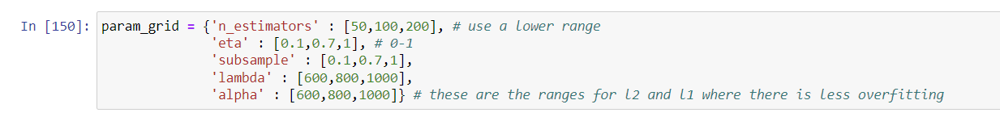 In [150]: param_grid = {'n_estimators' : [50,100,200], # use a lower range
'eta' : [0.1,0.7,1], # 0-1
'subsample' : [0.1,0.7,1],
'lambda' : [600,800,1000],
'alpha' : [600,800,1000]} # these are the ranges for l2 and l1 where there is less overfitting